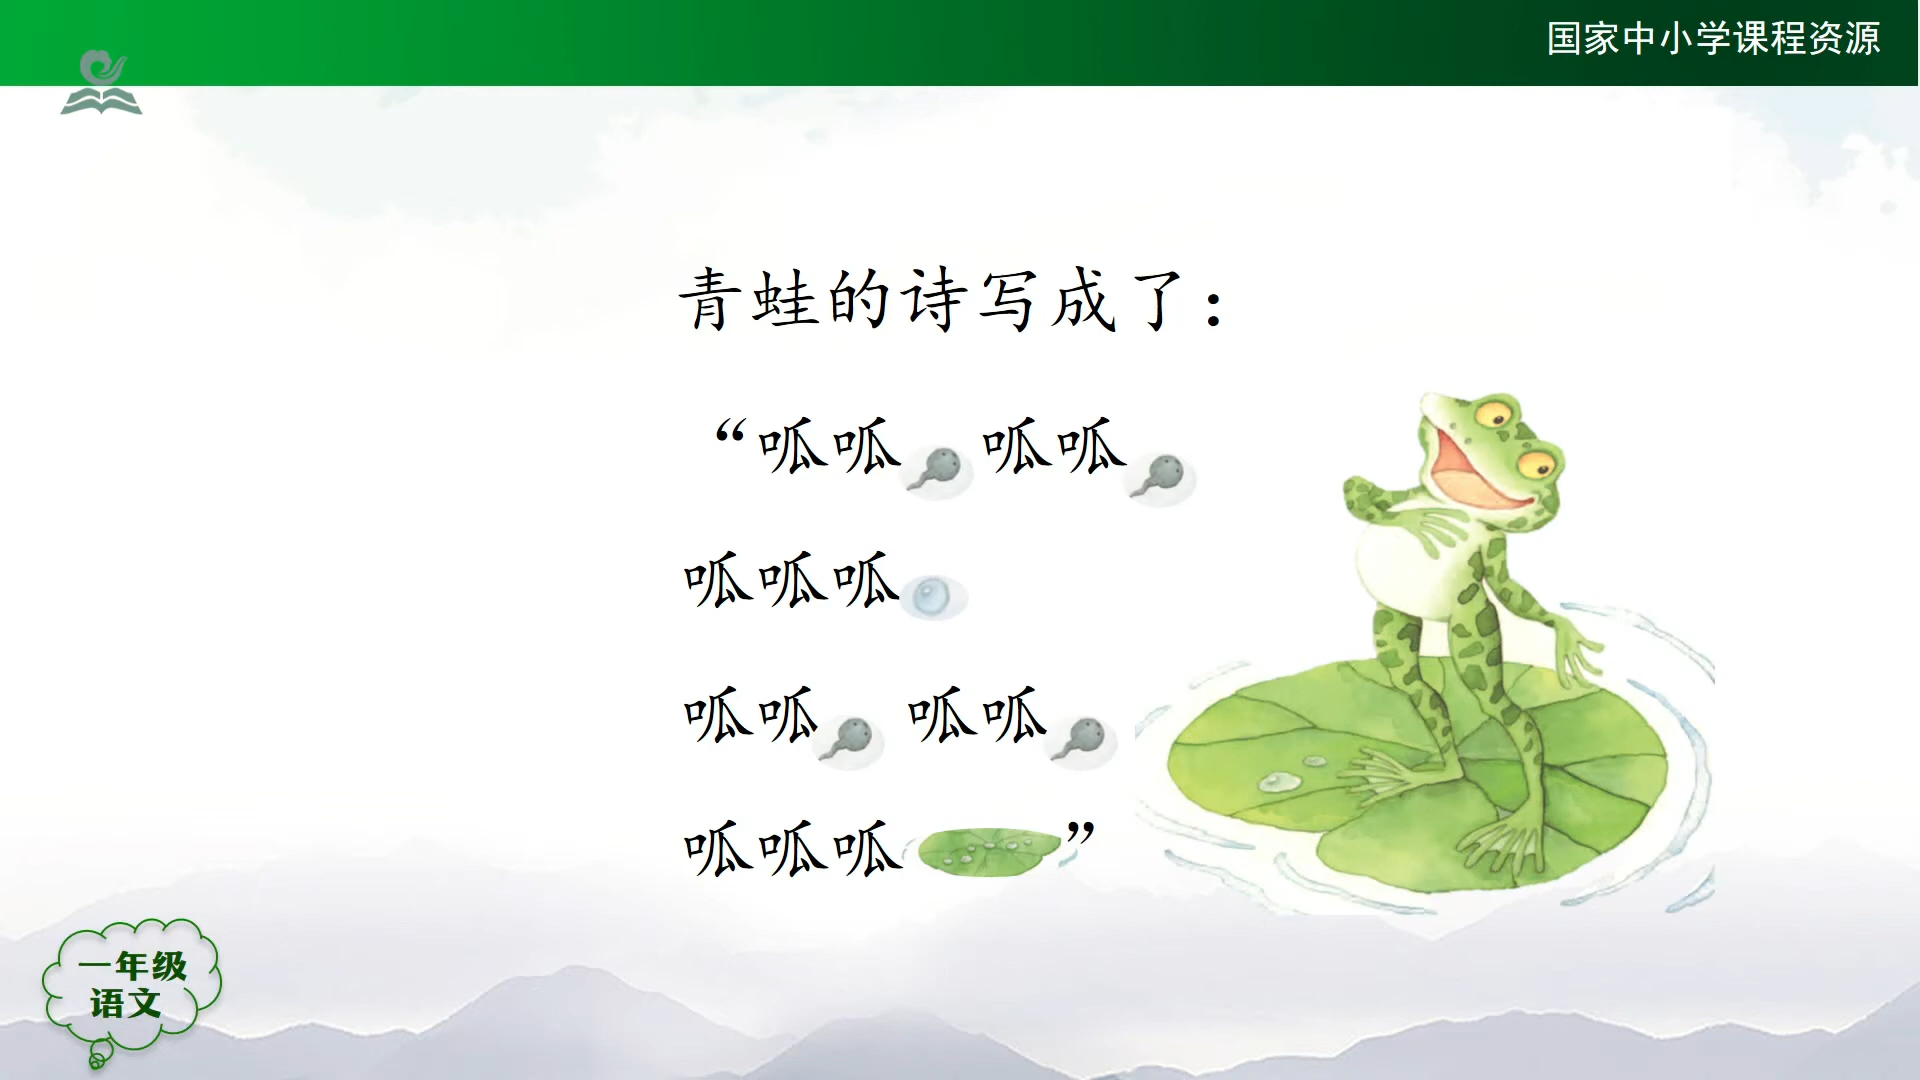 国家中小学课程资源
青蛙的诗写成了：
“呱呱 呱呱
呱呱呱
呱呱 呱呱
呱呱呱 ”
一年级
语文